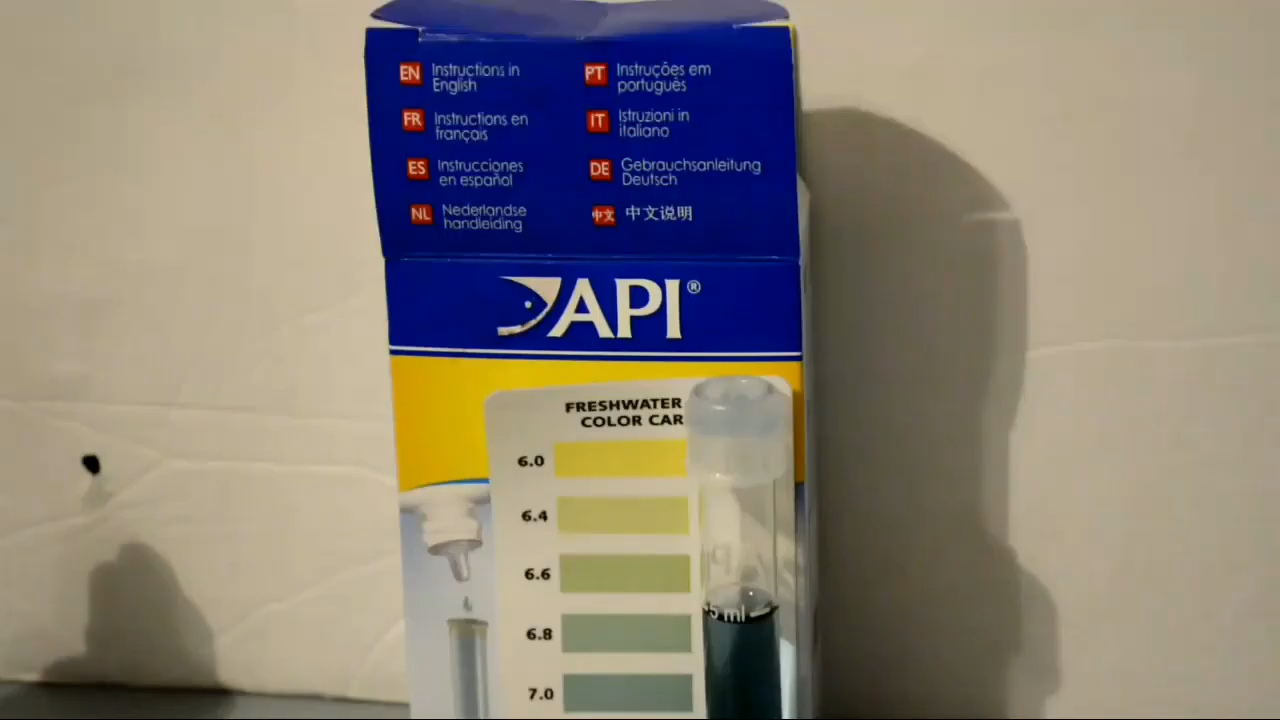 EN Instructions in
English
FR Instructions en
français
ES Instrucciones
en español
NL Nederlandse
handleiding
PT Instruções em
português
IT Istruzioni in
italiano
DE Gebrauchsanleitung
Deutsch
中文 中文说明
API®
FRESHWATER
COLOR CAR
6.0
6.4
6.6
6.8
7.0
5 ml